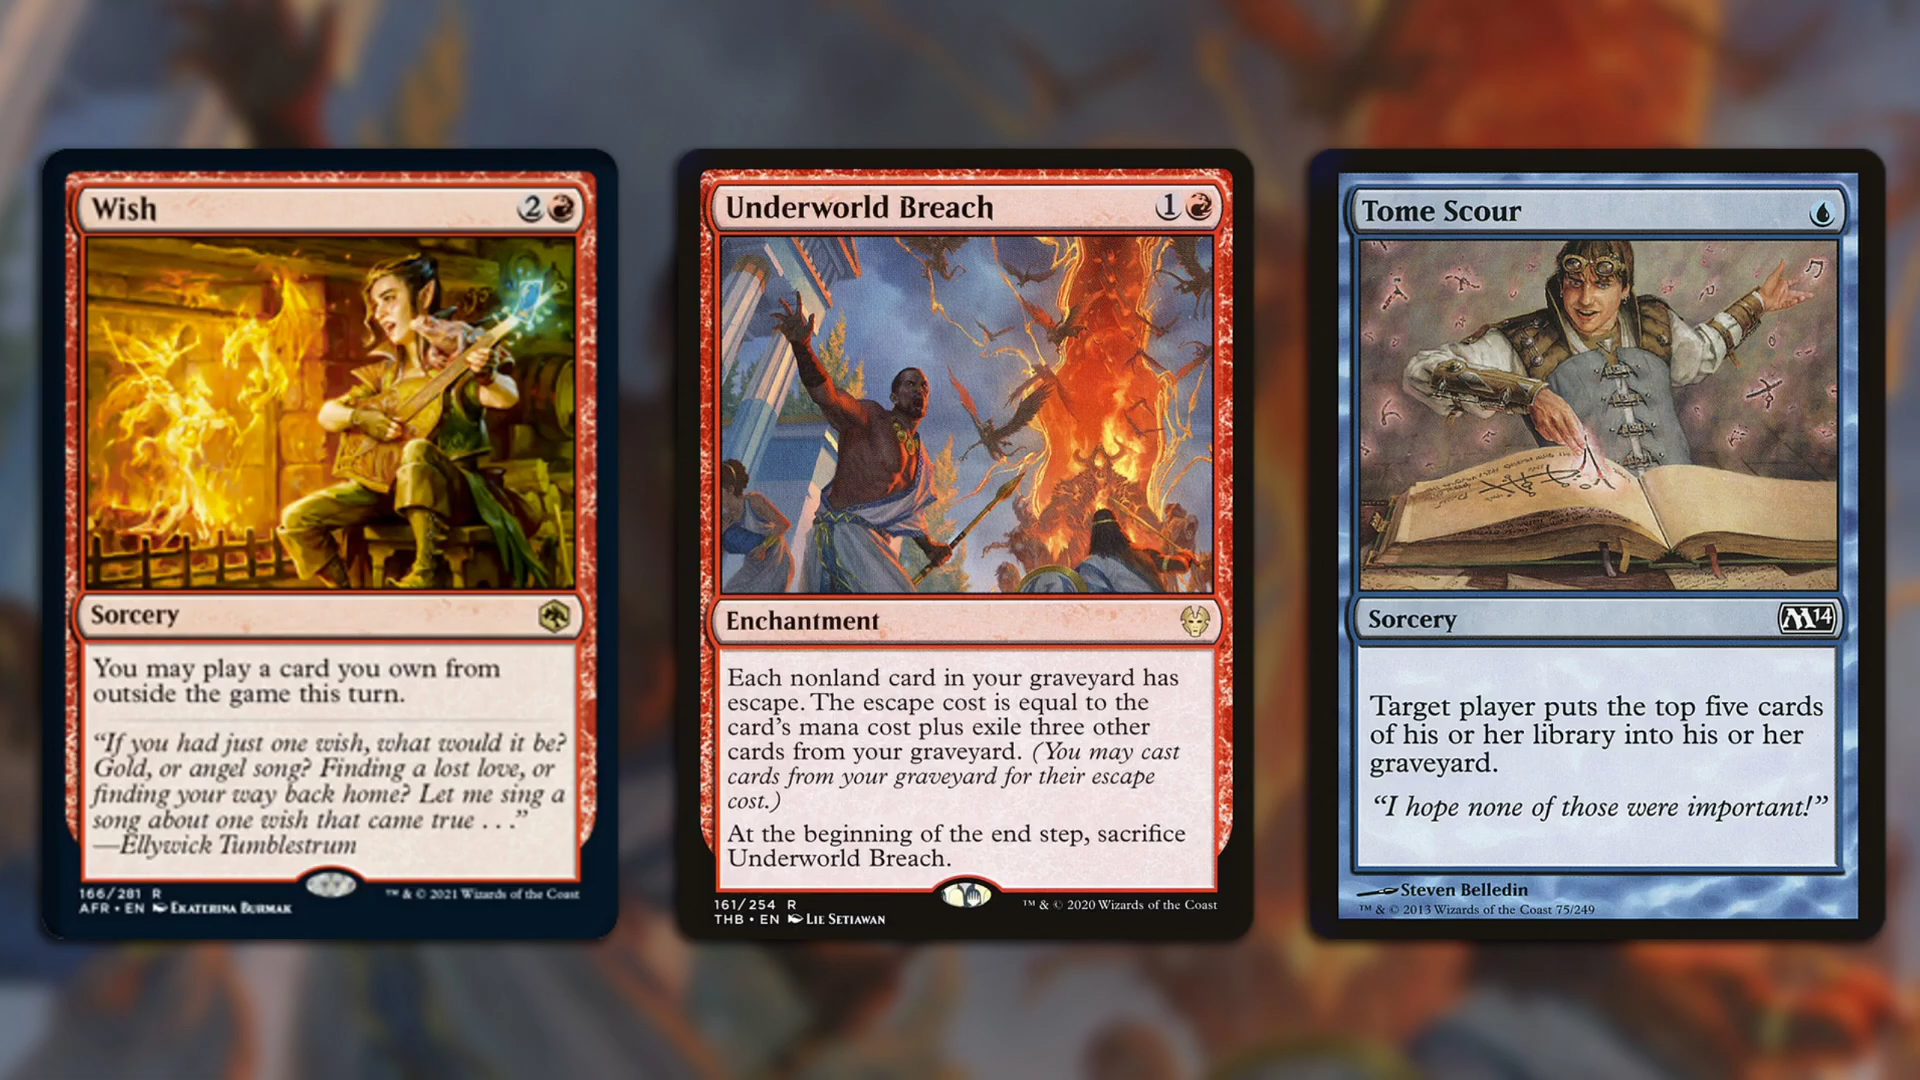 Wish
2
Sorcery
You may play a card you own from
outside the game this turn.
“If you had just one wish, what would it be?
Gold, or angel song? Finding a lost love, or
finding your way back home? Let me sing a
song about one wish that came true . . .”
—Ellywick Tumblestrum
166/281 R
AFR • EN Ekaterina Burmak
™ & © 2021 Wizards of the Coast
Underworld Breach
1
Enchantment
Each nonland card in your graveyard has
escape. The escape cost is equal to the
card’s mana cost plus exile three other
cards from your graveyard. (You may cast
cards from your graveyard for their escape
cost.)
At the beginning of the end step, sacrifice
Underworld Breach.
161/254 R
THB • EN Lie Setiawan
™ & © 2020 Wizards of the Coast
Tome Scour
Sorcery
M14
Target player puts the top five cards
of his or her library into his or her
graveyard.
“I hope none of those were important!”
Steven Belledin
™ & © 2013 Wizards of the Coast 75/249